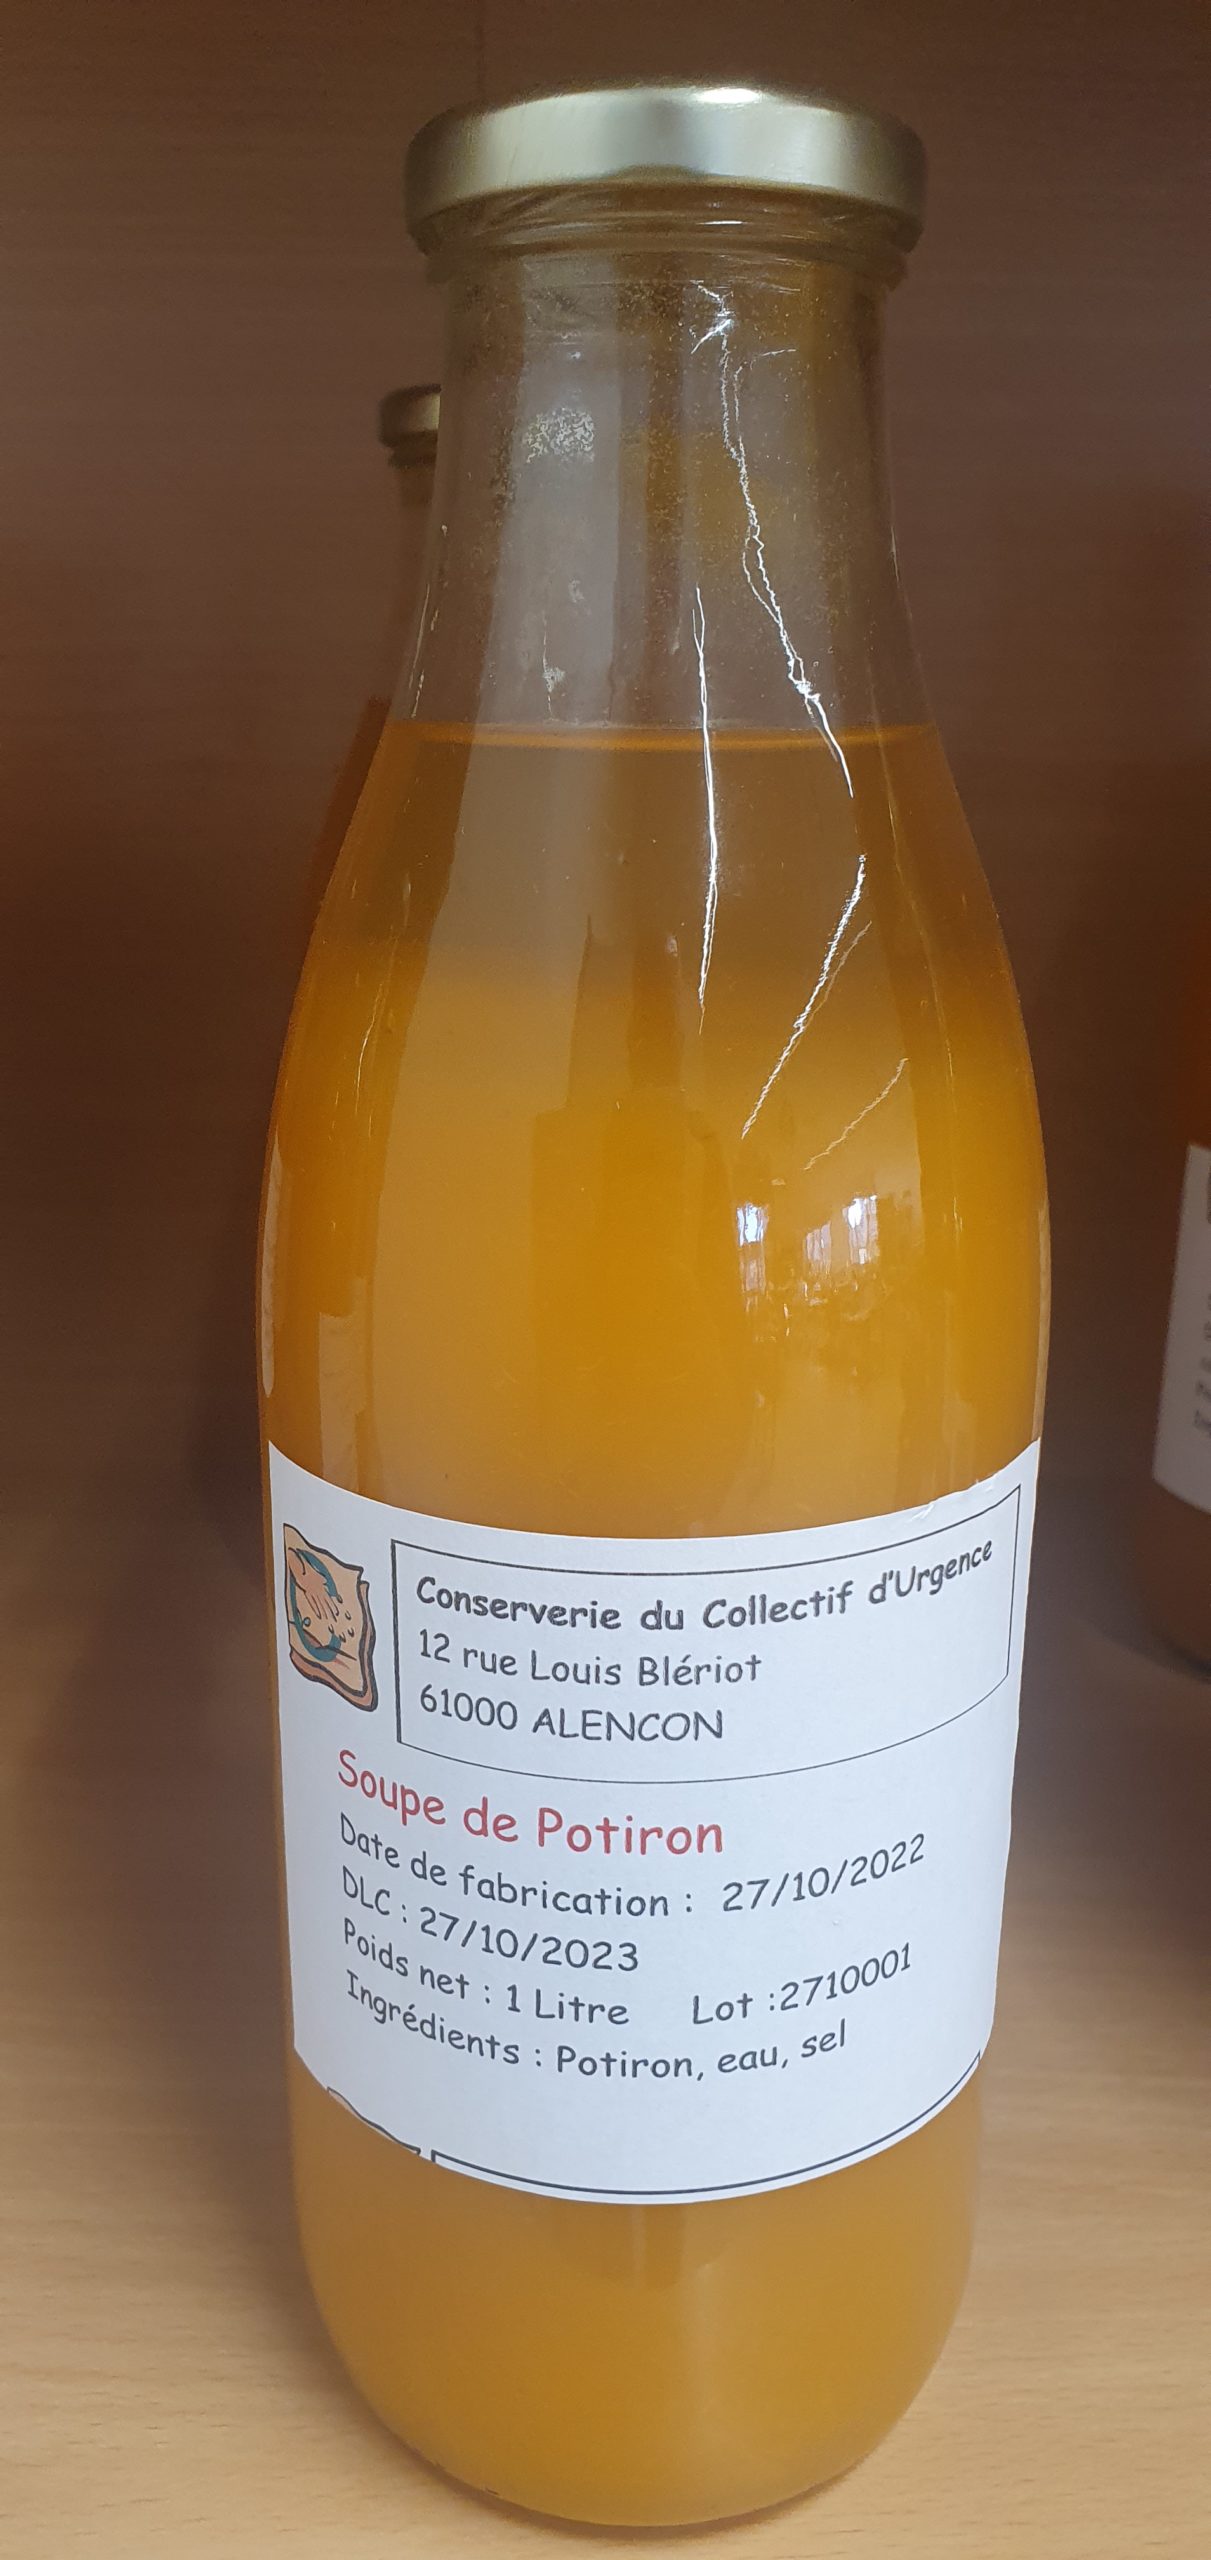 Conserverie du Collectif d'Urgence
12 rue Louis Blériot
61000 ALENCON
Soupe de Potiron
Date de fabrication : 27/10/2022
DLC : 27/10/2023
Poids net : 1 Litre Lot :2710001
Ingrédients : Potiron, eau, sel